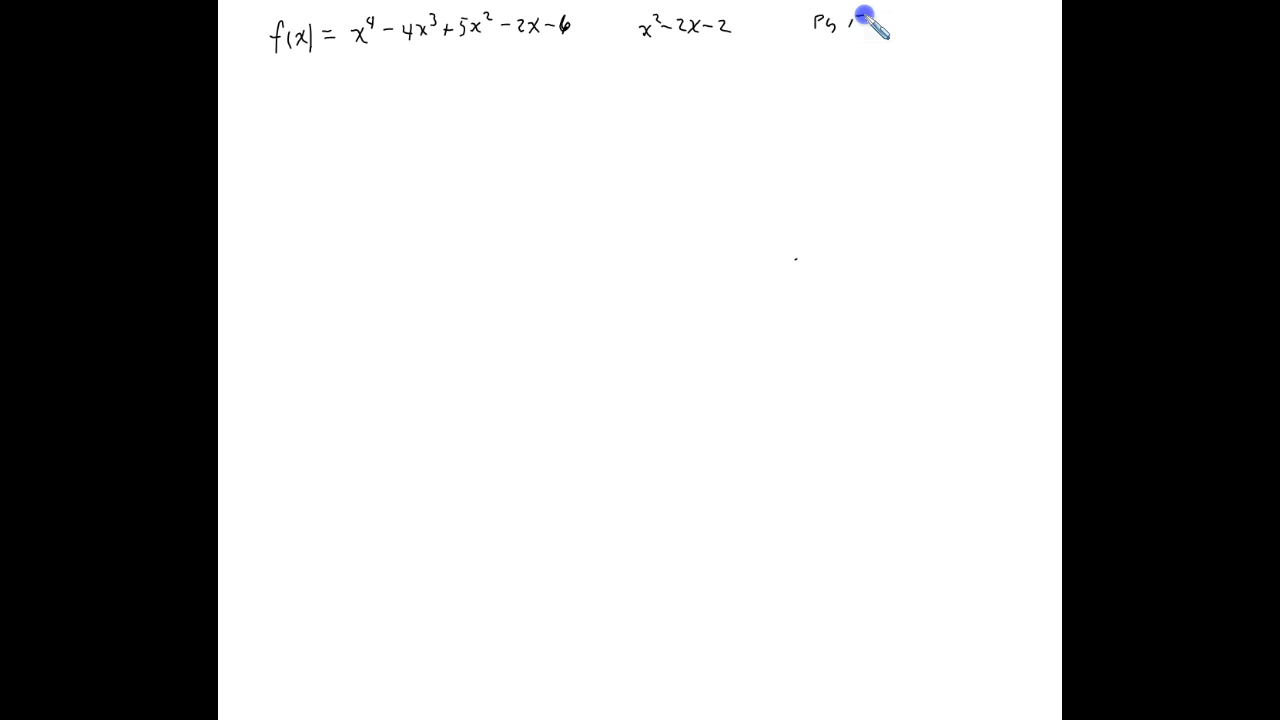 f(x) = x⁴ - 4x³ + 5x² - 2x - 6 x² - 2x - 2 Pg